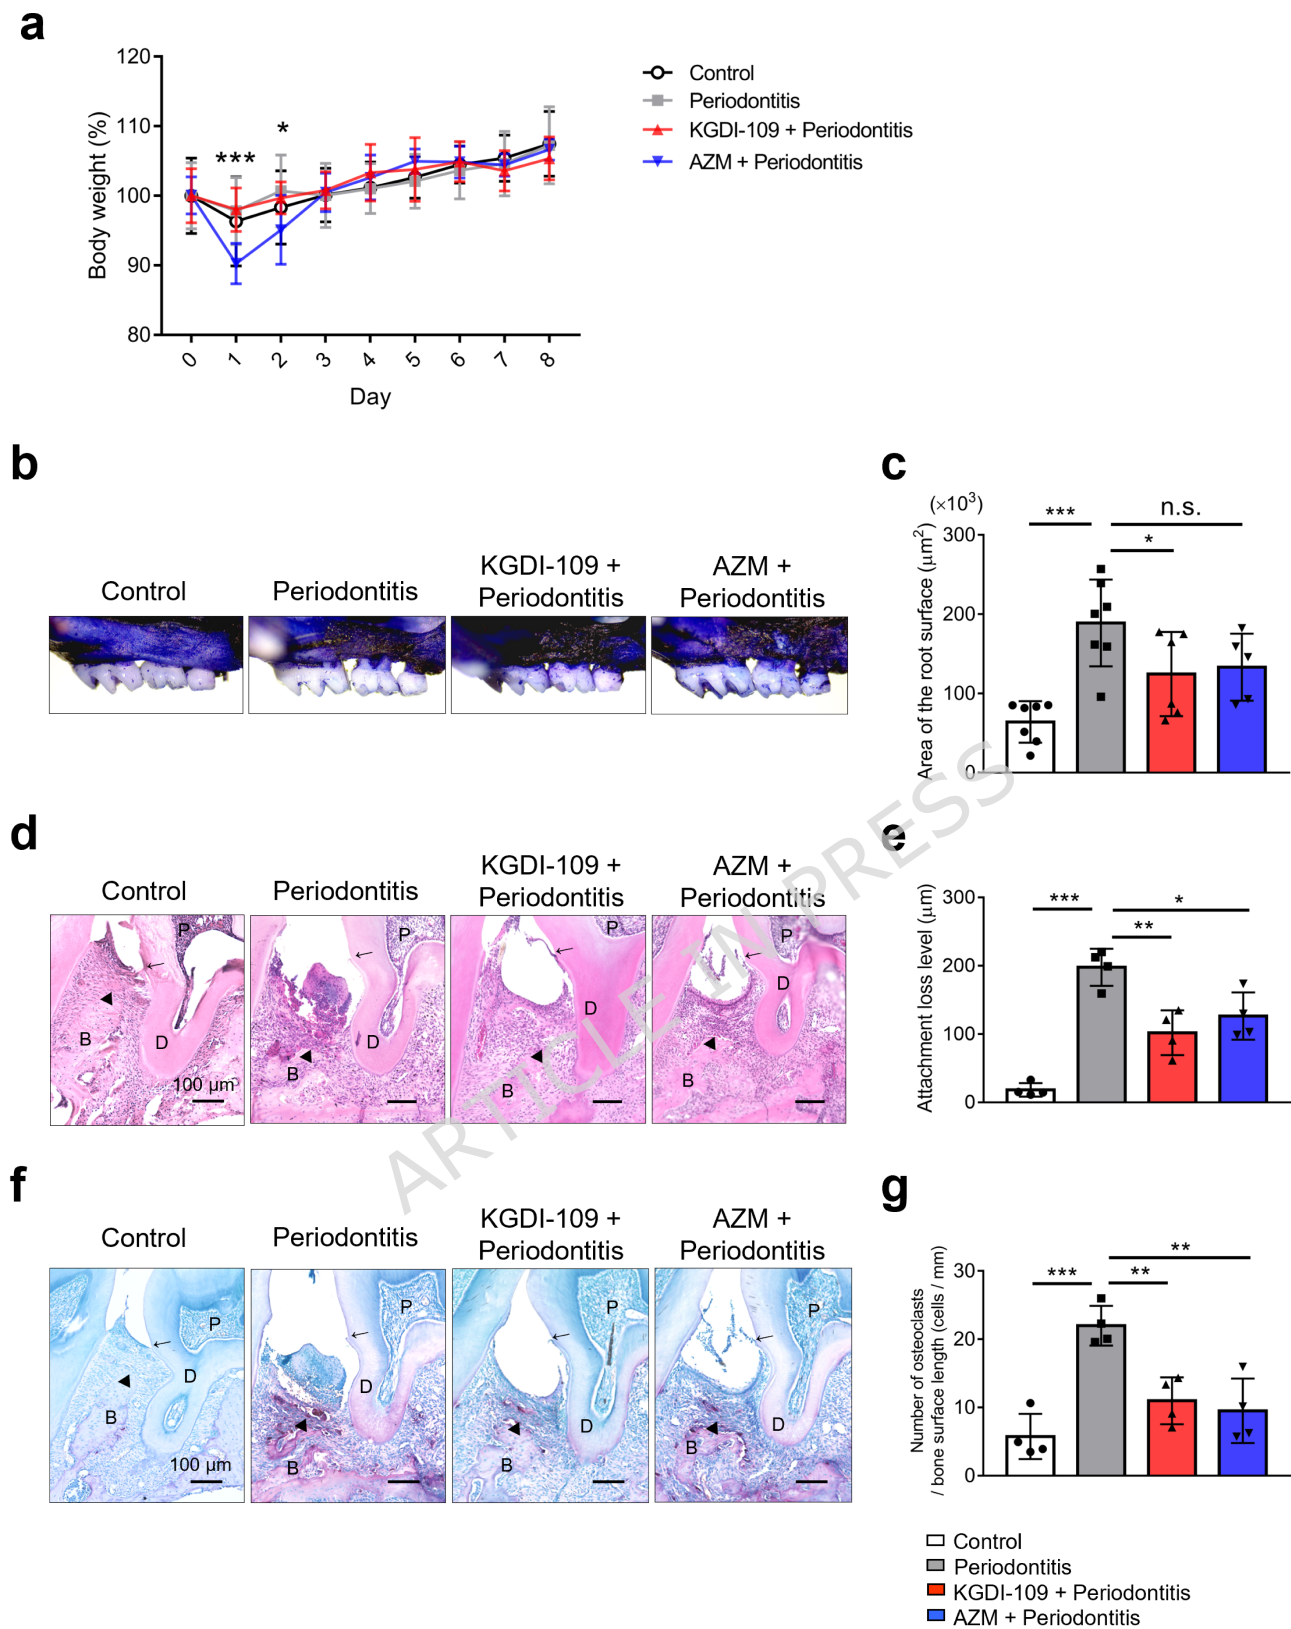 a
120
110
100
90
80
Body weight (%)
***
*
0 1 2 3 4 5 6 7 8
Day
Control
Periodontitis
KGDI-109 + Periodontitis
AZM + Periodontitis
b
Control
Periodontitis
KGDI-109 +
Periodontitis
AZM +
Periodontitis
c
(×10³)
Area of the root surface (μm²)
300
200
100
0
***
n.s.
*
d
Control
Periodontitis
KGDI-109 +
Periodontitis
AZM +
Periodontitis
P
B
D
100 μm
P
D
B
P
D
B
P
D
B
e
Attachment loss level (μm)
300
200
100
0
***
*
**
f
Control
Periodontitis
KGDI-109 +
Periodontitis
AZM +
Periodontitis
P
D
B
100 μm
P
D
B
P
D
B
P
D
B
g
Number of osteoclasts
/ bone surface length (cells / mm)
30
20
10
0
***
**
**
Control
Periodontitis
KGDI-109 + Periodontitis
AZM + Periodontitis
ARTICLE IN PRESS